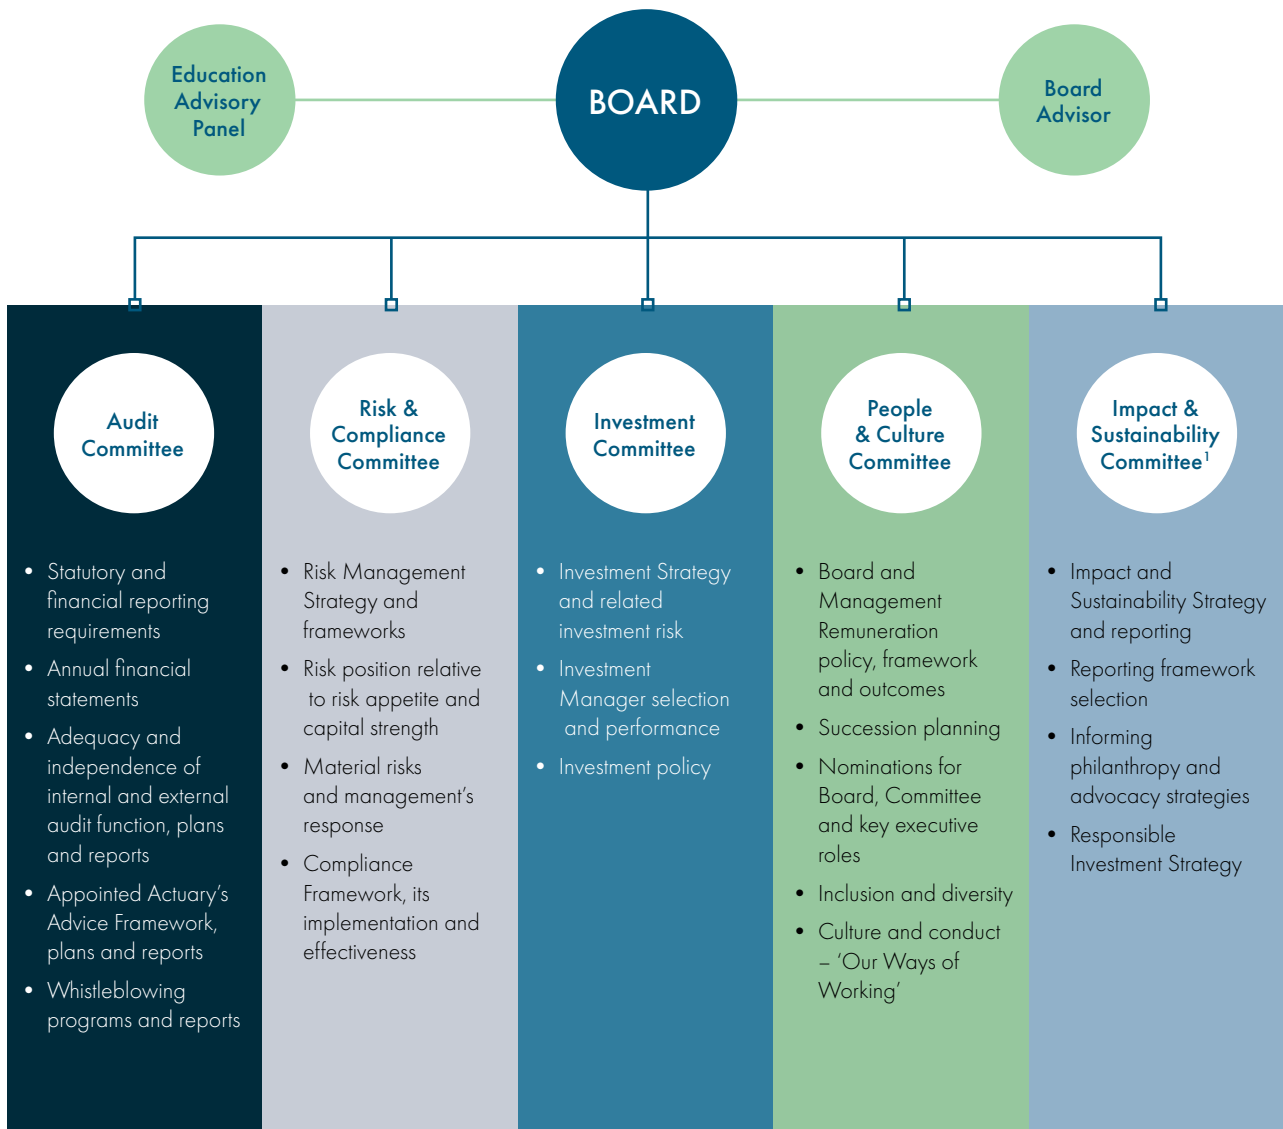 Education
Advisory
Panel
BOARD
Board
Advisor
Audit
Committee
• Statutory and
financial reporting
requirements
• Annual financial
statements
• Adequacy and
independence of
internal and external
audit function, plans
and reports
• Appointed Actuary’s
Advice Framework,
plans and reports
• Whistleblowing
programs and reports
Risk &
Compliance
Committee
• Risk Management
Strategy and
frameworks
• Risk position relative
to risk appetite and
capital strength
• Material risks
and management’s
response
• Compliance
Framework, its
implementation and
effectiveness
Investment
Committee
• Investment Strategy
and related
investment risk
• Investment
Manager selection
and performance
• Investment policy
People
& Culture
Committee
• Board and
Management
Remuneration
policy, framework
and outcomes
• Succession planning
• Nominations for
Board, Committee
and key executive
roles
• Inclusion and diversity
• Culture and conduct
– ‘Our Ways of
Working’
Impact &
Sustainability
Committee¹
• Impact and
Sustainability Strategy
and reporting
• Reporting framework
selection
• Informing
philanthropy and
advocacy strategies
• Responsible
Investment Strategy